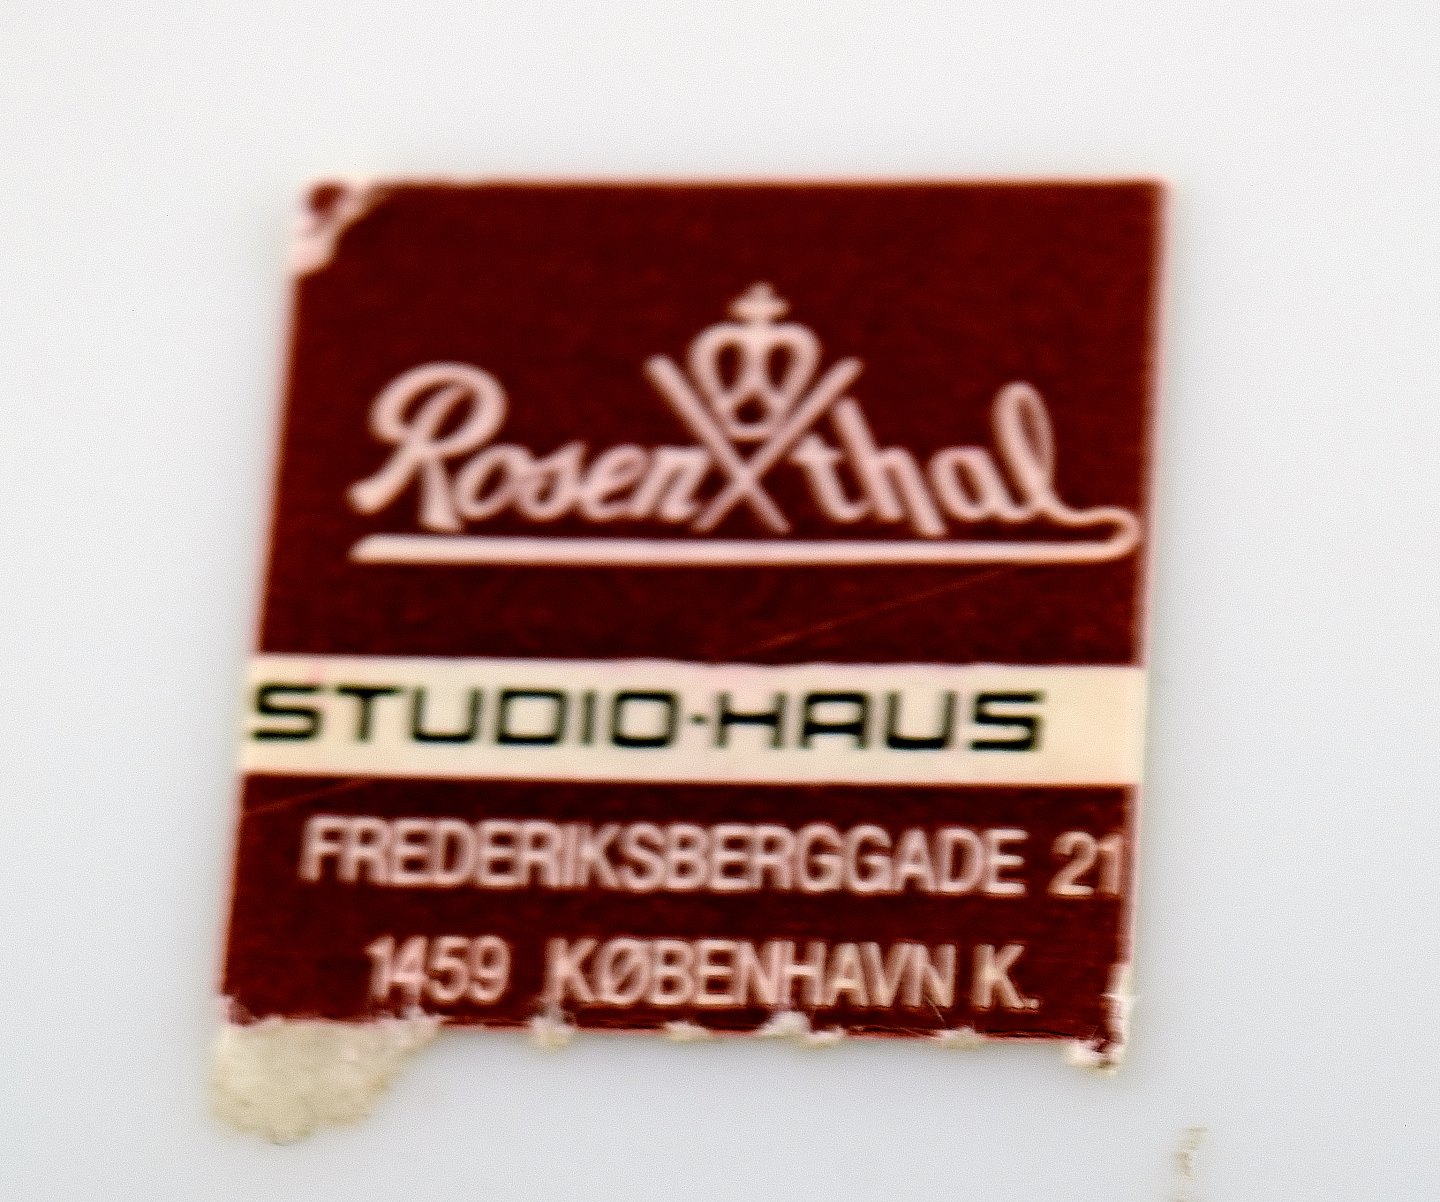 Rosenthal
STUDIO-HAUS
FREDERIKSBERGGADE 21
1459 KØBENHAVN K.